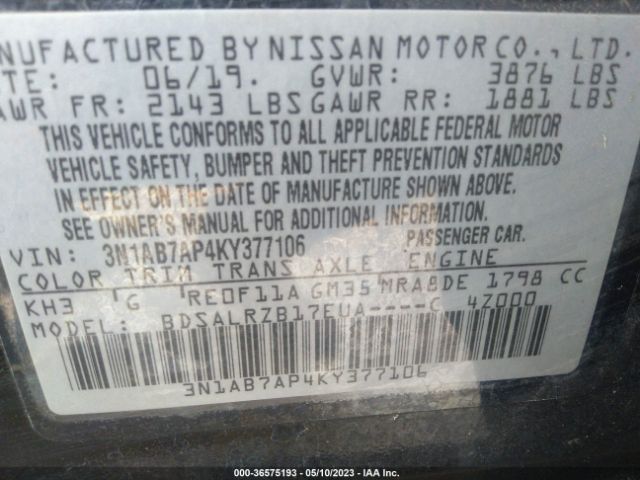 NUFACTURED BY NISSAN MOTOR CO., LTD.
TE: 06/19. GVWR: 3876 LBS
AWR FR: 2143 LBS GAWR RR: 1881 LBS
THIS VEHICLE CONFORMS TO ALL APPLICABLE FEDERAL MOTOR
VEHICLE SAFETY, BUMPER AND THEFT PREVENTION STANDARDS
IN EFFECT ON THE DATE OF MANUFACTURE SHOWN ABOVE.
SEE OWNER'S MANUAL FOR ADDITIONAL INFORMATION.
VIN: 3N1AB7AP4KY377106 PASSENGER CAR.
COLOR TRIM TRANS AXLE ENGINE
KH3 G RE0F11A GM35 MRA8DE 1798 CC
MODEL: BDSALRZB17EUA----C 4Z000
3N1AB7AP4KY377106
000-36575193 - 05/10/2023 - IAA Inc.